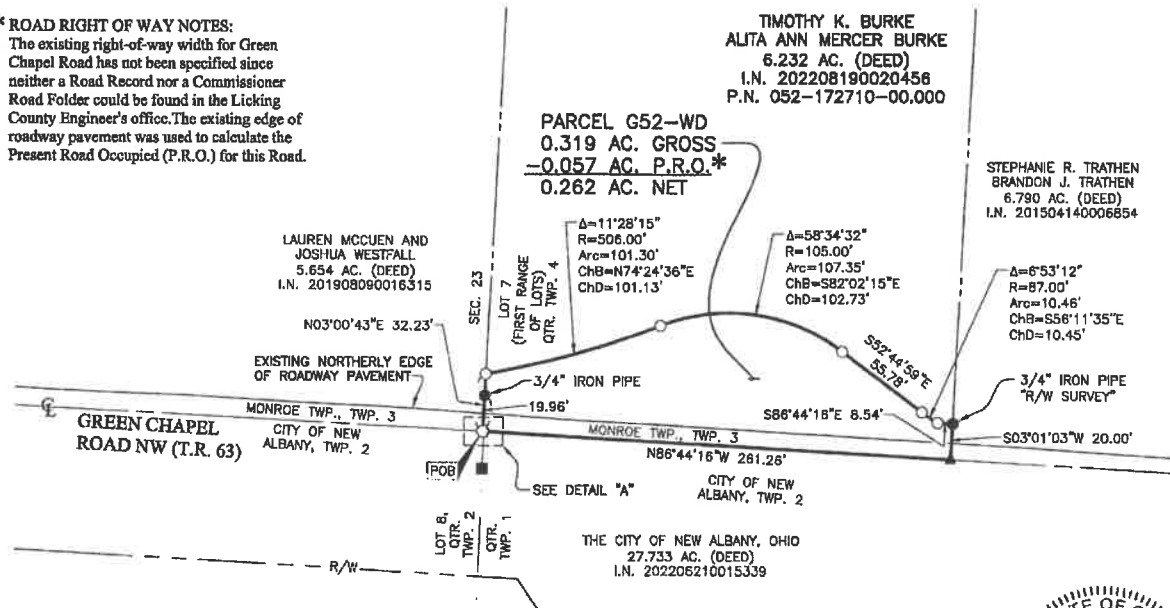 * ROAD RIGHT OF WAY NOTES:
The existing right-of-way width for Green
Chapel Road has not been specified since
neither a Road Record nor a Commissioner
Road Folder could be found in the Licking
County Engineer's office.The existing edge of
roadway pavement was used to calculate the
Present Road Occupied (P.R.O.) for this Road.
TIMOTHY K. BURKE
ALITA ANN MERCER BURKE
6.232 AC. (DEED)
I.N. 202208190020456
P.N. 052-172710-00.000
PARCEL G52-WD
0.319 AC. GROSS
-0.057 AC. P.R.O.*
0.262 AC. NET
STEPHANIE R. TRATHEN
BRANDON J. TRATHEN
6.790 AC. (DEED)
I.N. 201504140006854
LAUREN MCCUEN AND
JOSHUA WESTFALL
5.654 AC. (DEED)
I.N. 201908090016315
SEC. 23
LOT 7
(FIRST RANGE
OF LOTS)
QTR. TWP. 4
Δ=11°28'15"
R=506.00'
Arc=101.30'
ChB=N74°24'36"E
ChD=101.13'
Δ=58°34'32"
R=105.00'
Arc=107.35'
ChB=S82°02'15"E
ChD=102.73'
Δ=6°53'12"
R=87.00'
Arc=10.46'
ChB=S56°11'35"E
ChD=10.45'
N03°00'43"E 32.23'
EXISTING NORTHERLY EDGE
OF ROADWAY PAVEMENT
3/4" IRON PIPE
19.96'
S52°44'59"E
55.78'
3/4" IRON PIPE
"R/W SURVEY"
S86°44'16"E 8.54'
S03°01'03"W 20.00'
CL
GREEN CHAPEL
ROAD NW (T.R. 63)
MONROE TWP., TWP. 3
CITY OF NEW
ALBANY, TWP. 2
MONROE TWP., TWP. 3
N86°44'16"W 261.26'
CITY OF NEW
ALBANY, TWP. 2
POB
SEE DETAIL "A"
LOT 8,
QTR.
TWP. 2
QTR.
TWP. 1
THE CITY OF NEW ALBANY, OHIO
27.733 AC. (DEED)
I.N. 202206210015339
R/W